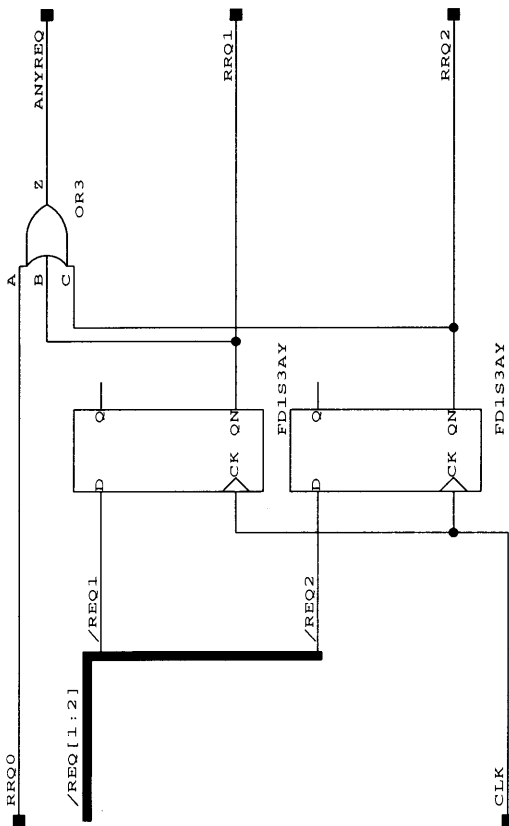 RRQ0
A
Z
ANYREQ
B
OR3
C
/REQ[1:2]
/REQ1
D
Q
CK
QN
RRQ1
FD1S3AY
/REQ2
D
Q
CK
QN
RRQ2
FD1S3AY
CLK